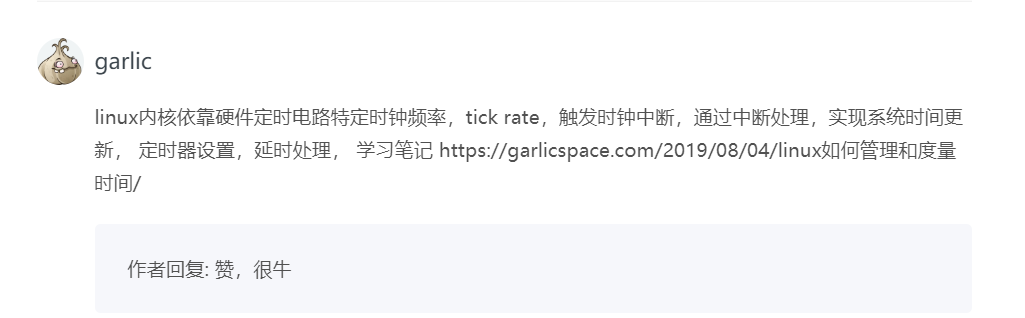 garlic
linux内核依靠硬件定时电路特定时钟频率，tick rate，触发时钟中断，通过中断处理，实现系统时间更
新， 定时器设置，延时处理， 学习笔记 https://garlicspace.com/2019/08/04/linux如何管理和度量
时间/
作者回复: 赞，很牛